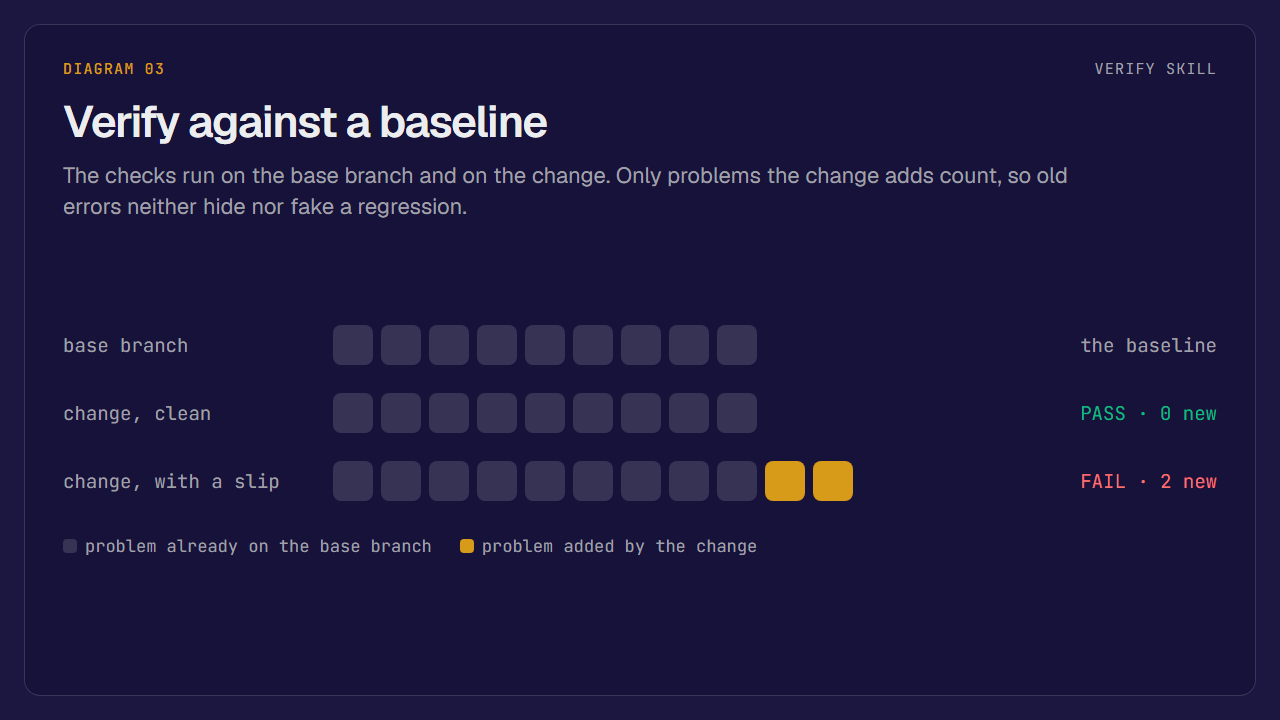 DIAGRAM 03
VERIFY SKILL
Verify against a baseline
The checks run on the base branch and on the change. Only problems the change adds count, so old
errors neither hide nor fake a regression.
base branch
the baseline
change, clean
PASS · 0 new
change, with a slip
FAIL · 2 new
problem already on the base branch
problem added by the change